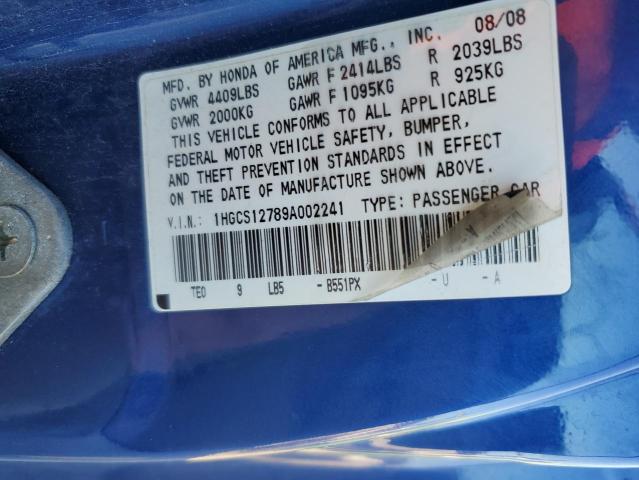 MFD. BY HONDA OF AMERICA MFG., INC. 08/08
GVWR 4409LBS GAWR F 2414LBS R 2039LBS
GVWR 2000KG GAWR F 1095KG R 925KG
THIS VEHICLE CONFORMS TO ALL APPLICABLE
FEDERAL MOTOR VEHICLE SAFETY, BUMPER,
AND THEFT PREVENTION STANDARDS IN EFFECT
ON THE DATE OF MANUFACTURE SHOWN ABOVE.
V.I.N.: 1HGCS12789A002241 TYPE: PASSENGER CAR
TE0 9 LB5 - B551PX - U - A